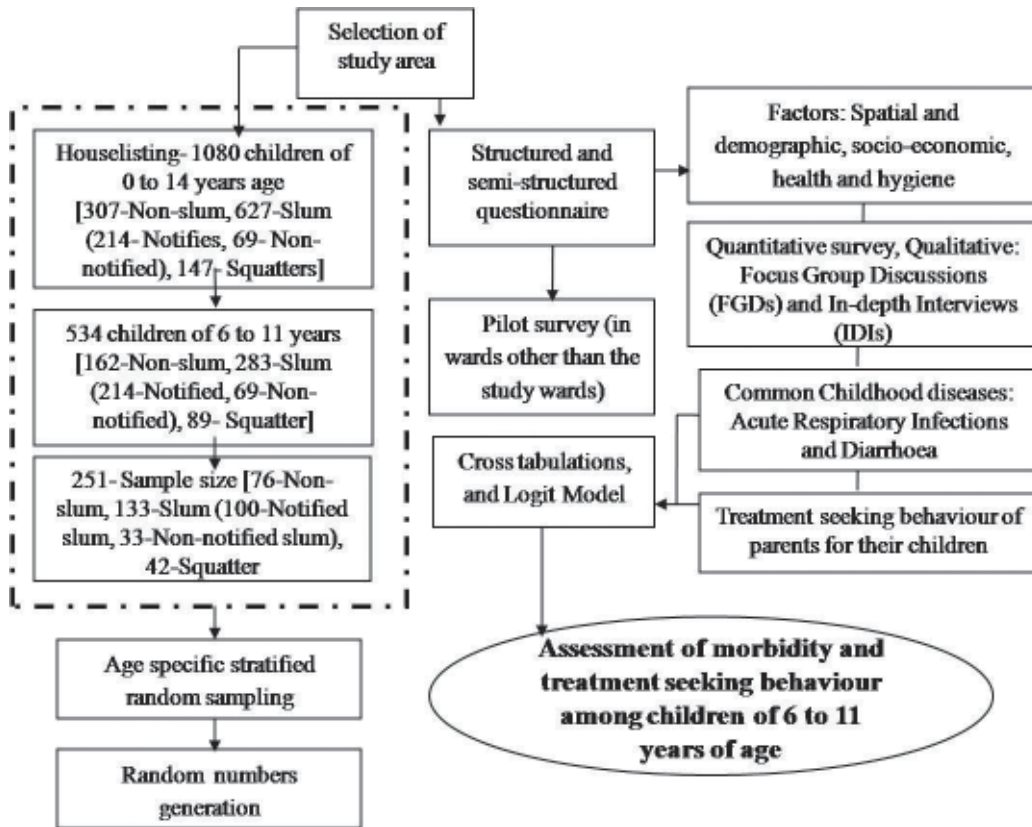 Selection of
study area
Houselisting- 1080 children of
0 to 14 years age
[307-Non-slum, 627-Slum
(214- Notifies, 69- Non-
notified), 147- Squatters]
534 children of 6 to 11 years
[162-Non-slum, 283-Slum
(214-Notified, 69-Non-
notified), 89- Squatter]
251- Sample size [76-Non-
slum, 133-Slum (100-Notified
slum, 33-Non-notified slum),
42-Squatter
Age specific stratified
random sampling
Random numbers
generation
Structured and
semi-structured
questionnaire
Pilot survey (in
wards other than the
study wards)
Cross tabulations,
and Logit Model
Factors: Spatial and
demographic, socio-economic,
health and hygiene
Quantitative survey, Qualitative:
Focus Group Discussions
(FGDs) and In-depth Interviews
(IDIs)
Common Childhood diseases:
Acute Respiratory Infections
and Diarrhoea
Treatment seeking behaviour of
parents for their children
Assessment of morbidity and
treatment seeking behaviour
among children of 6 to 11
years of age